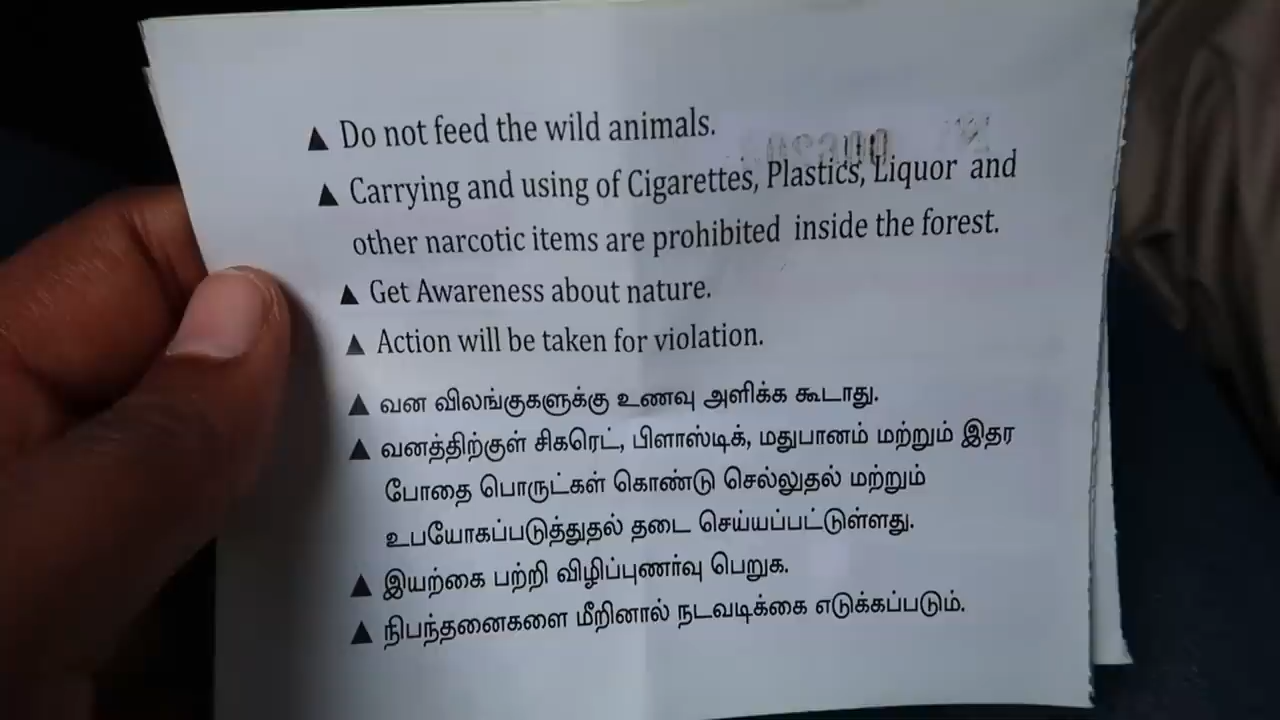 ▲ Do not feed the wild animals.
▲ Carrying and using of Cigarettes, Plastics, Liquor and
other narcotic items are prohibited inside the forest.
▲ Get Awareness about nature.
▲ Action will be taken for violation.
▲ வன விலங்குகளுக்கு உணவு அளிக்க கூடாது.
▲ வனத்திற்குள் சிகரெட், பிளாஸ்டிக், மதுபானம் மற்றும் இதர
போதை பொருட்கள் கொண்டு செல்லுதல் மற்றும்
உபயோகப்படுத்துதல் தடை செய்யப்பட்டுள்ளது.
▲ இயற்கை பற்றி விழிப்புணர்வு பெறுக.
▲ நிபந்தனைகளை மீறினால் நடவடிக்கை எடுக்கப்படும்.